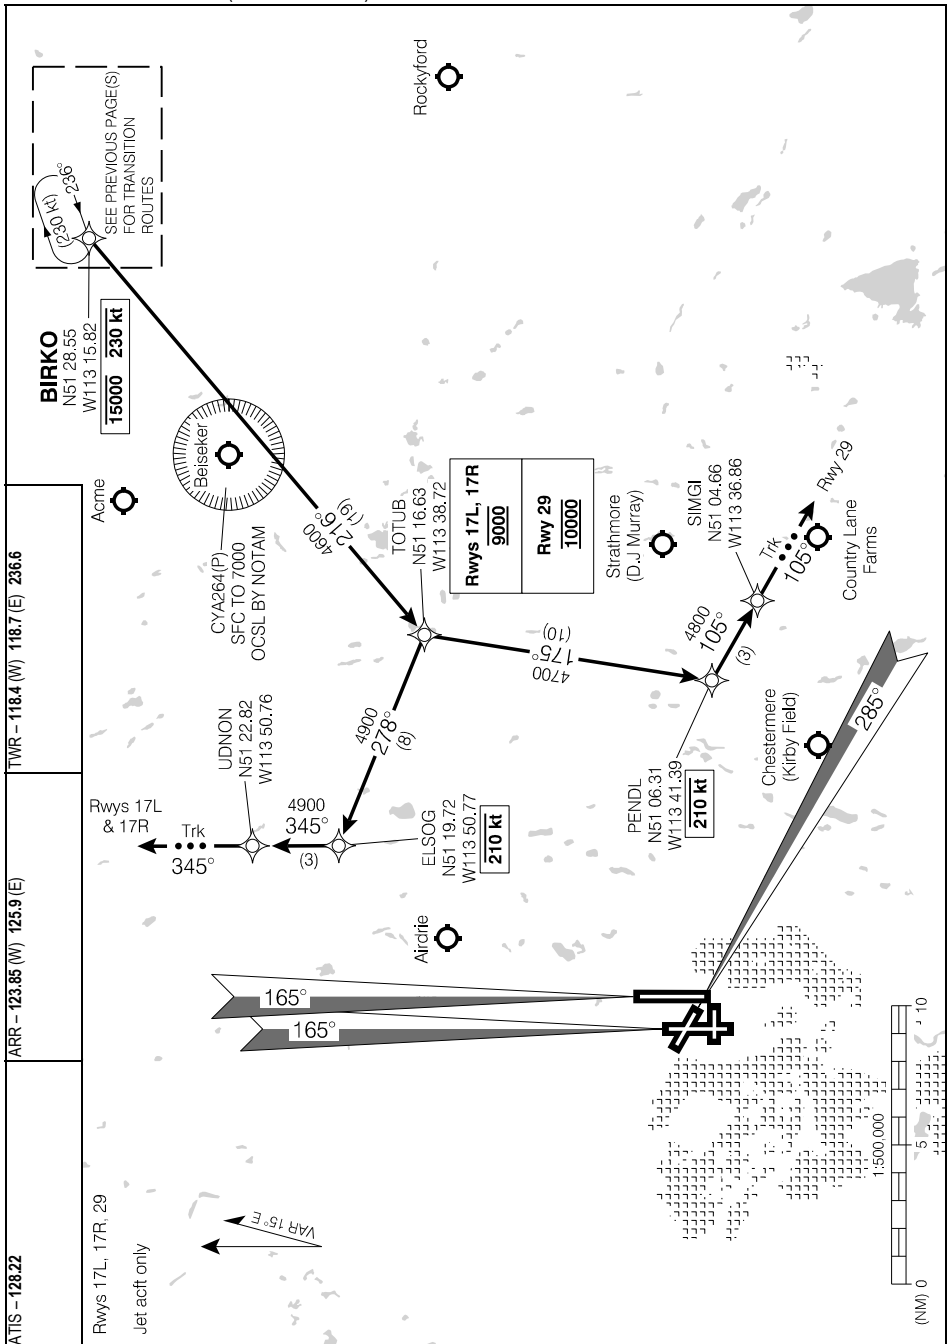 ATIS – 128.22
ARR – 123.85 (W) 125.9 (E)
TWR – 118.4 (W) 118.7 (E) 236.6
Rwys 17L, 17R, 29
Jet acft only
VAR 15° E
Rwys 17L
& 17R
Trk
345°
4900
345°
(3)
UDNON
N51 22.82
W113 50.76
ELSOG
N51 19.72
W113 50.77
210 kt
4900
278°
(8)
Acme
CYA264(P)
SFC TO 7000
OCSL BY NOTAM
Beiseker
BIRKO
N51 28.55
W113 15.82
15000 230 kt
(230 kt)
236°
SEE PREVIOUS PAGE(S)
FOR TRANSITION
ROUTES
Rockyford
4600
216°
(19)
TOTUB
N51 16.63
W113 38.72
Rwys 17L, 17R
9000
Rwy 29
10000
4700
175°
(10)
Strathmore
(D.J Murray)
SIMGI
N51 04.66
W113 36.86
4800
105°
(3)
Trk
105°
Rwy 29
Country Lane
Farms
PENDL
N51 06.31
W113 41.39
210 kt
Chestermere
(Kirby Field)
285°
Airdrie
165°
165°
1:500,000
(NM) 0
5
10